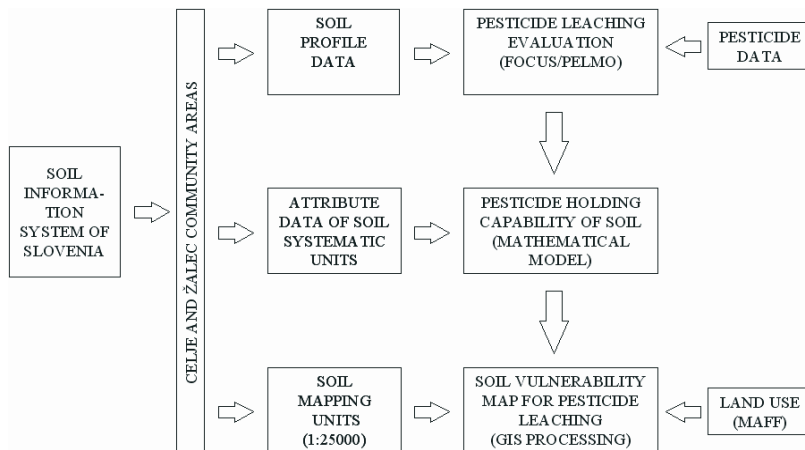 SOIL
PROFILE
DATA
PESTICIDE LEACHING
EVALUATION
(FOCUS/PELMO)
PESTICIDE
DATA
SOIL
INFORMA-
TION
SYSTEM OF
SLOVENIA
CELJE AND ŽALEC COMMUNITY AREAS
ATTRIBUTE
DATA OF SOIL
SYSTEMATIC
UNITS
PESTICIDE HOLDING
CAPABILITY OF SOIL
(MATHEMATICAL
MODEL)
SOIL
MAPPING
UNITS
(1:25000)
SOIL VULNERABILITY
MAP FOR PESTICIDE
LEACHING
(GIS PROCESSING)
LAND USE
(MAFF)